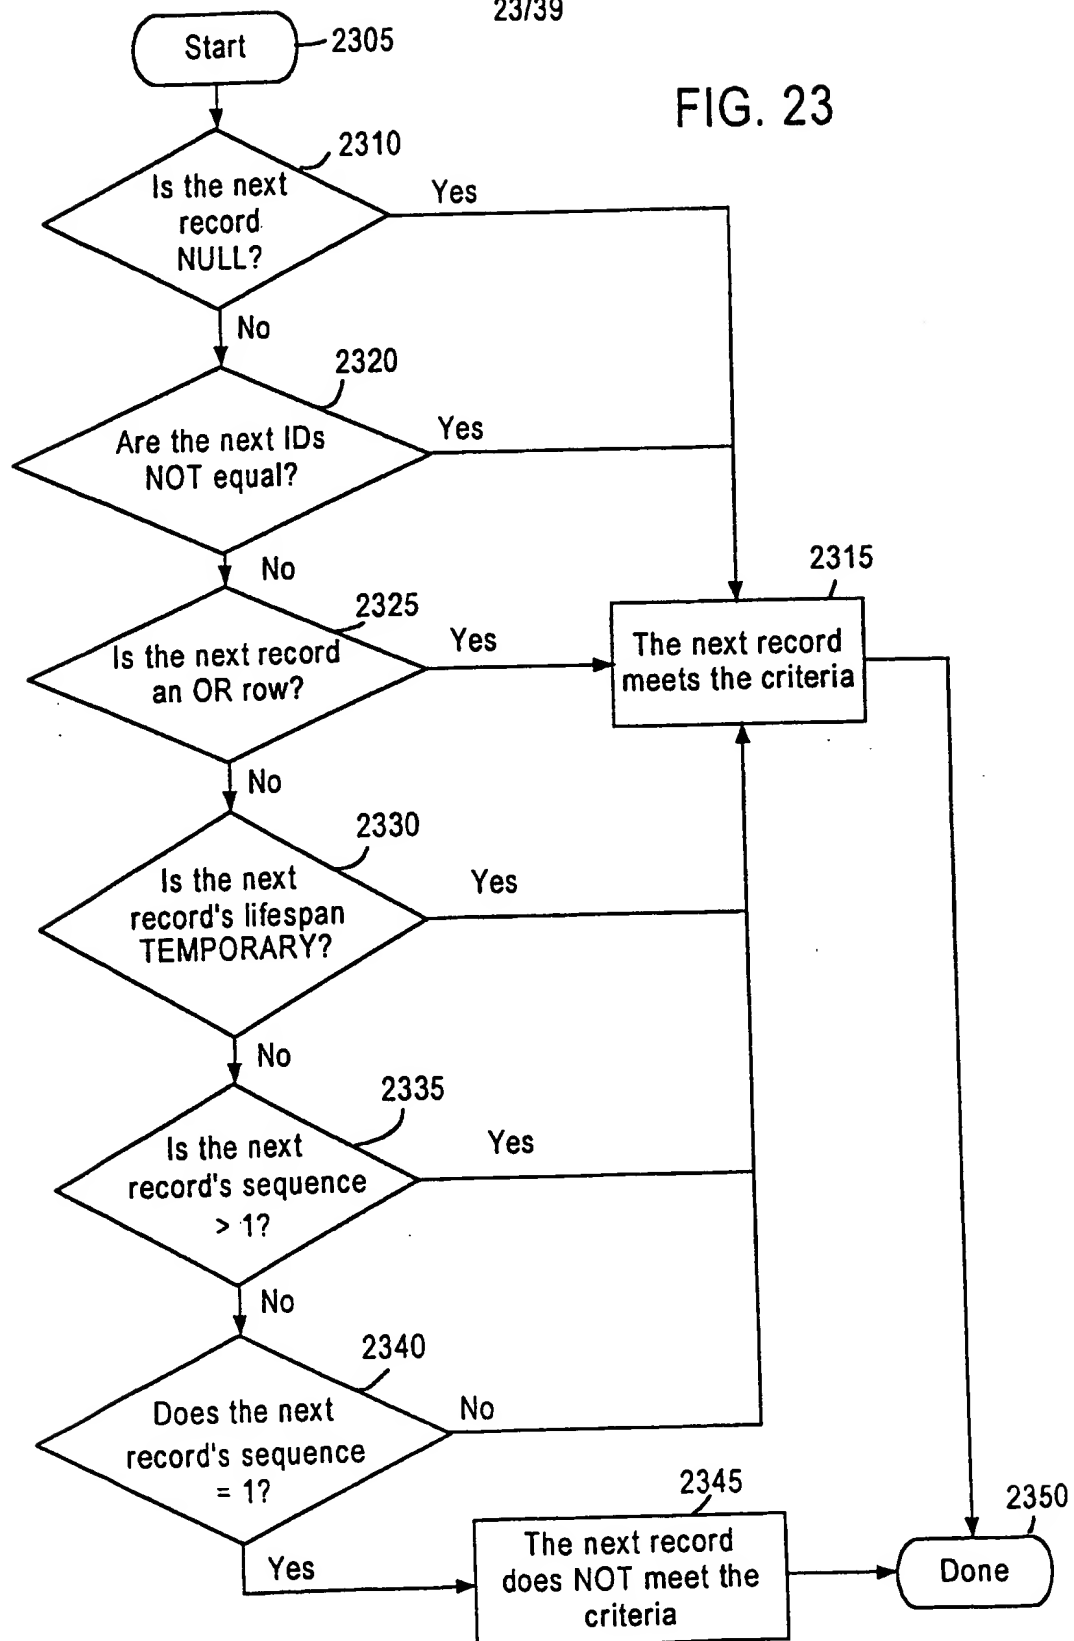 23/39
Start
2305
FIG. 23
2310
Is the next
record
NULL?
Yes
No
2320
Are the next IDs
NOT equal?
Yes
No
2325
Is the next record
an OR row?
Yes
2315
The next record
meets the criteria
No
2330
Is the next
record's lifespan
TEMPORARY?
Yes
No
2335
Is the next
record's sequence
> 1?
Yes
No
2340
Does the next
record's sequence
= 1?
No
Yes
2345
The next record
does NOT meet the
criteria
2350
Done